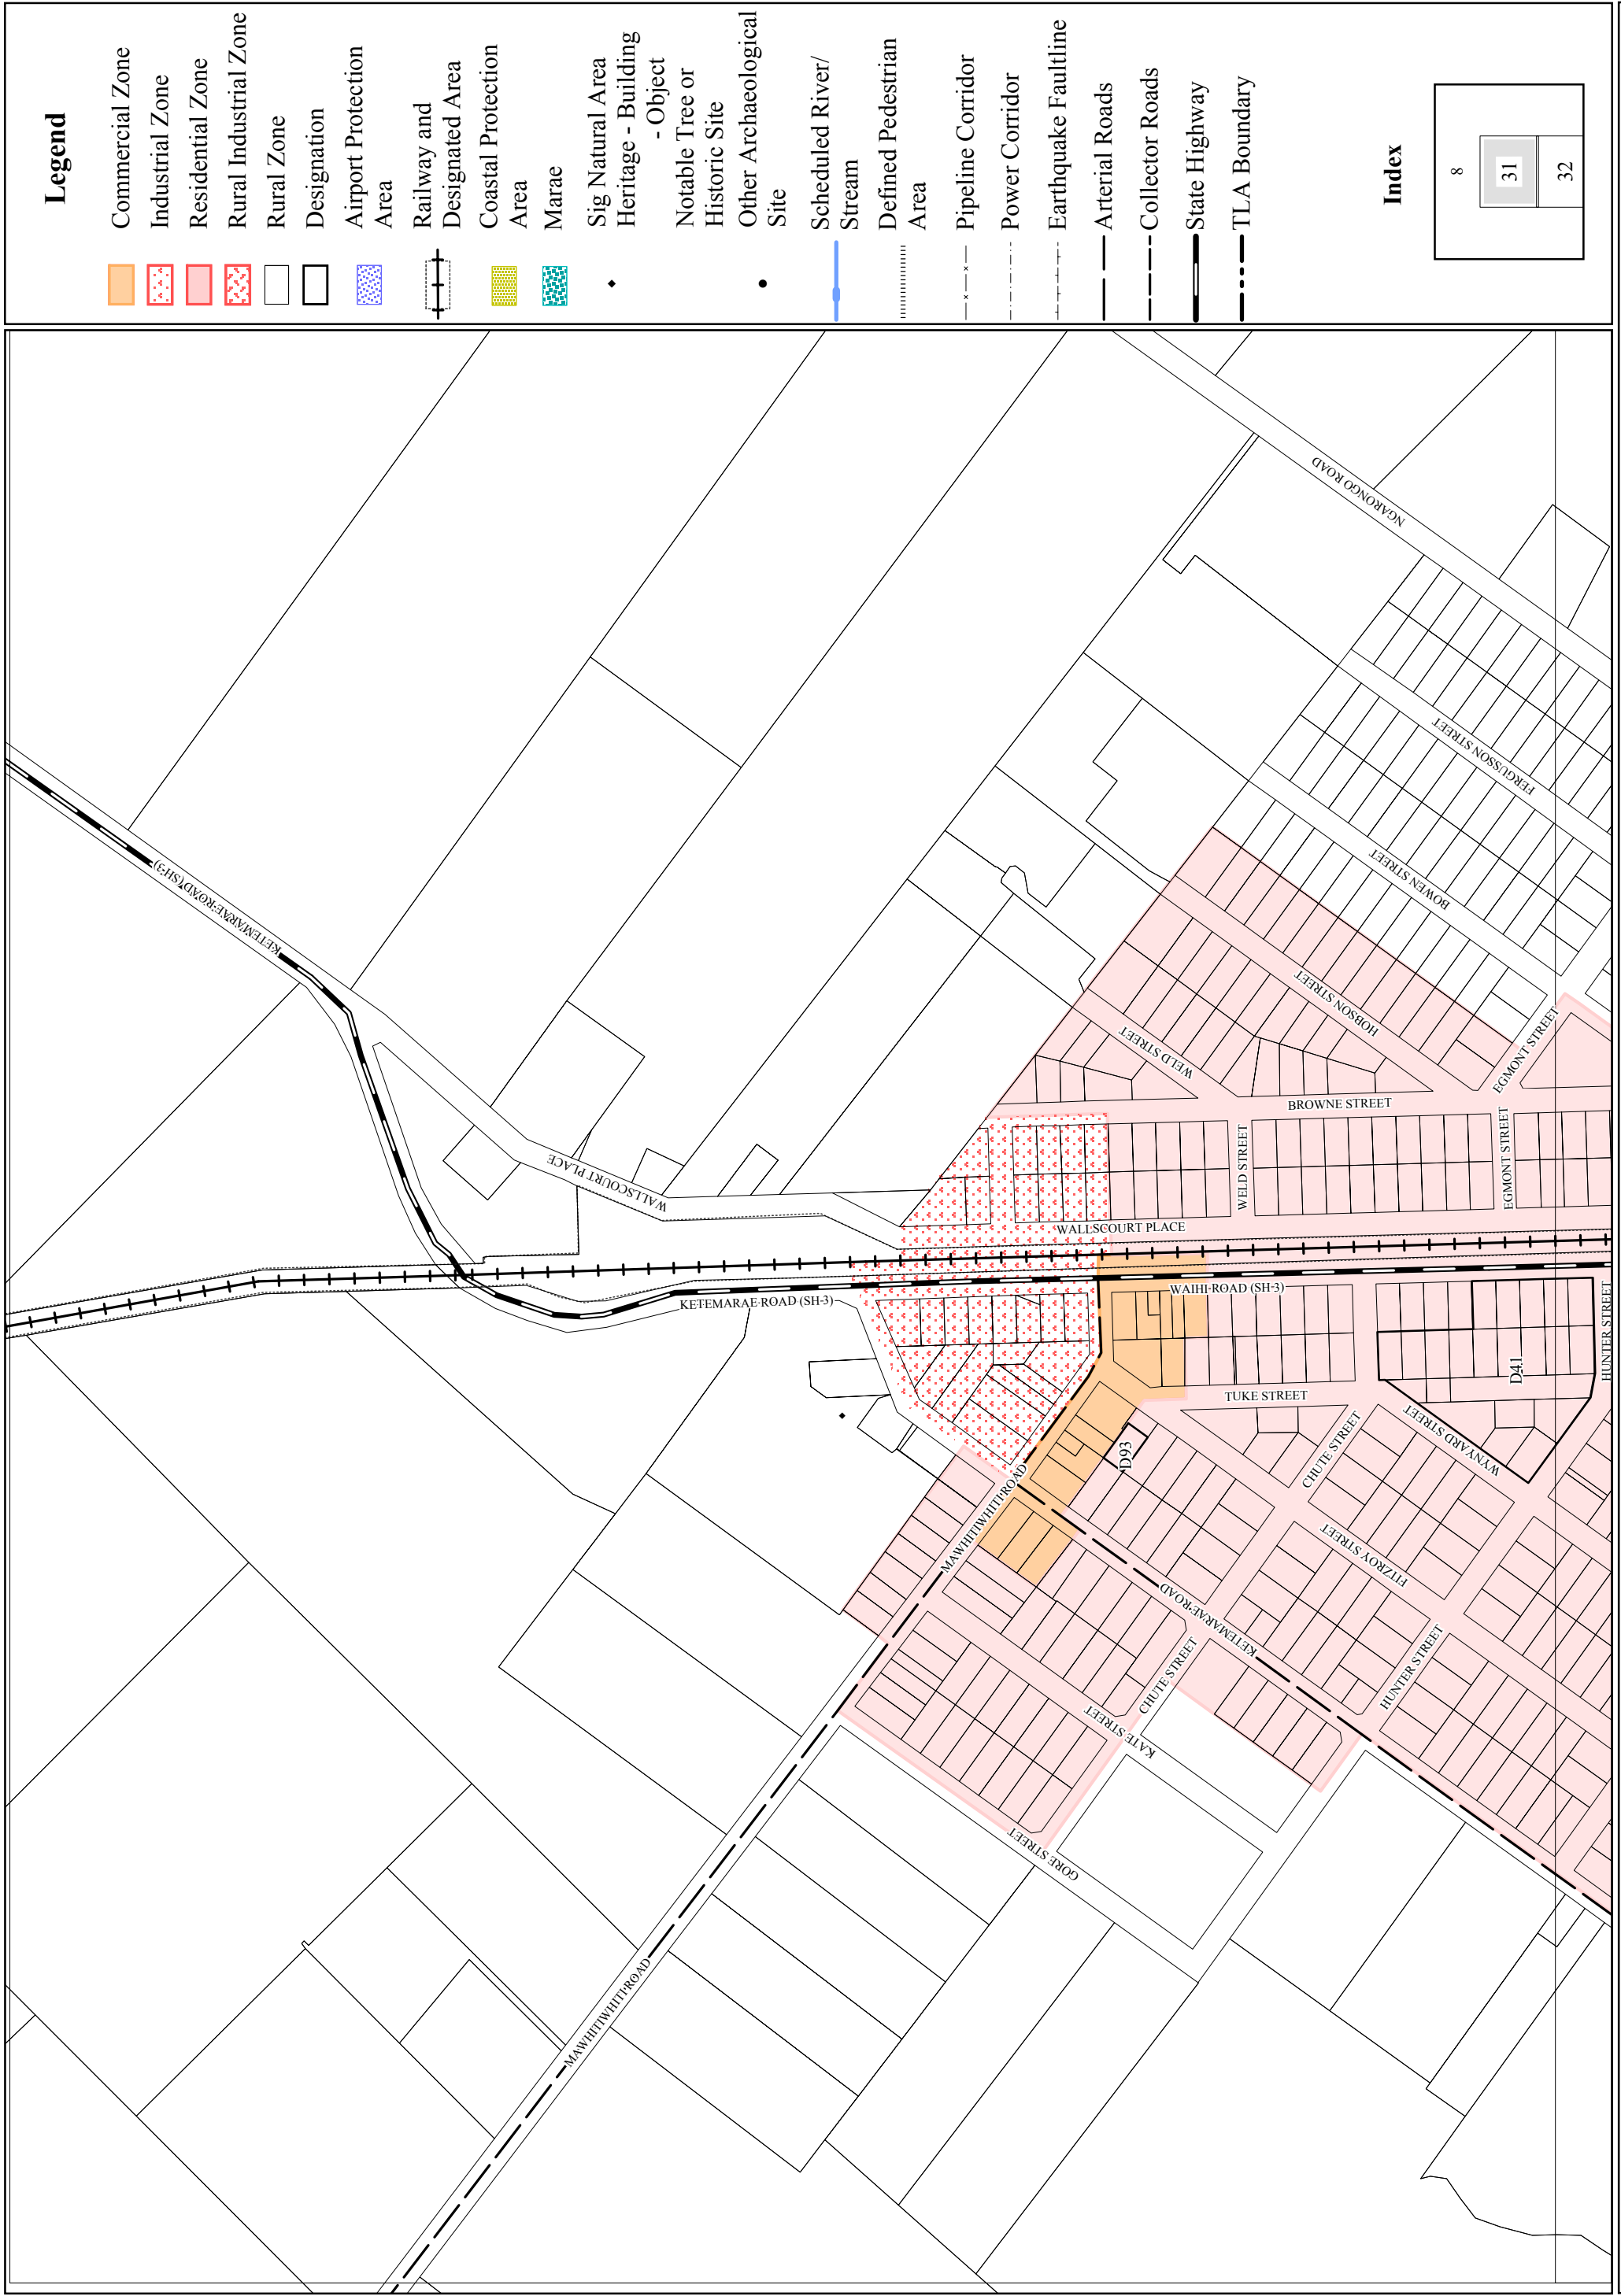 Legend
Commercial Zone
Industrial Zone
Residential Zone
Rural Industrial Zone
Rural Zone
Designation
Airport Protection
Area
Railway and
Designated Area
Coastal Protection
Area
Marae
Sig Natural Area
Heritage - Building
- Object
Notable Tree or
Historic Site
Other Archaeological
Site
Scheduled River/
Stream
Defined Pedestrian
Area
Pipeline Corridor
Power Corridor
Earthquake Faultline
Arterial Roads
Collector Roads
State Highway
TLA Boundary
Index
8
31
32
KETEMARAE ROAD (SH-3)
WALLSCOURT PLACE
KETEMARAE ROAD (SH-3)
NGARONGO ROAD
FERGUSSON STREET
BOWEN STREET
HOBSON STREET
WELD STREET
EGMONT STREET
BROWNE STREET
WELD STREET
EGMONT STREET
WALLSCOURT PLACE
WAIHI ROAD (SH-3)
HUNTER STREET
TUKE STREET
D41
WYNYARD STREET
CHUTE STREET
D93
FITZROY STREET
MAWHITIWHITI ROAD
KETEMARAE ROAD
HUNTER STREET
CHUTE STREET
KATE STREET
GORE STREET
MAWHITIWHITI ROAD